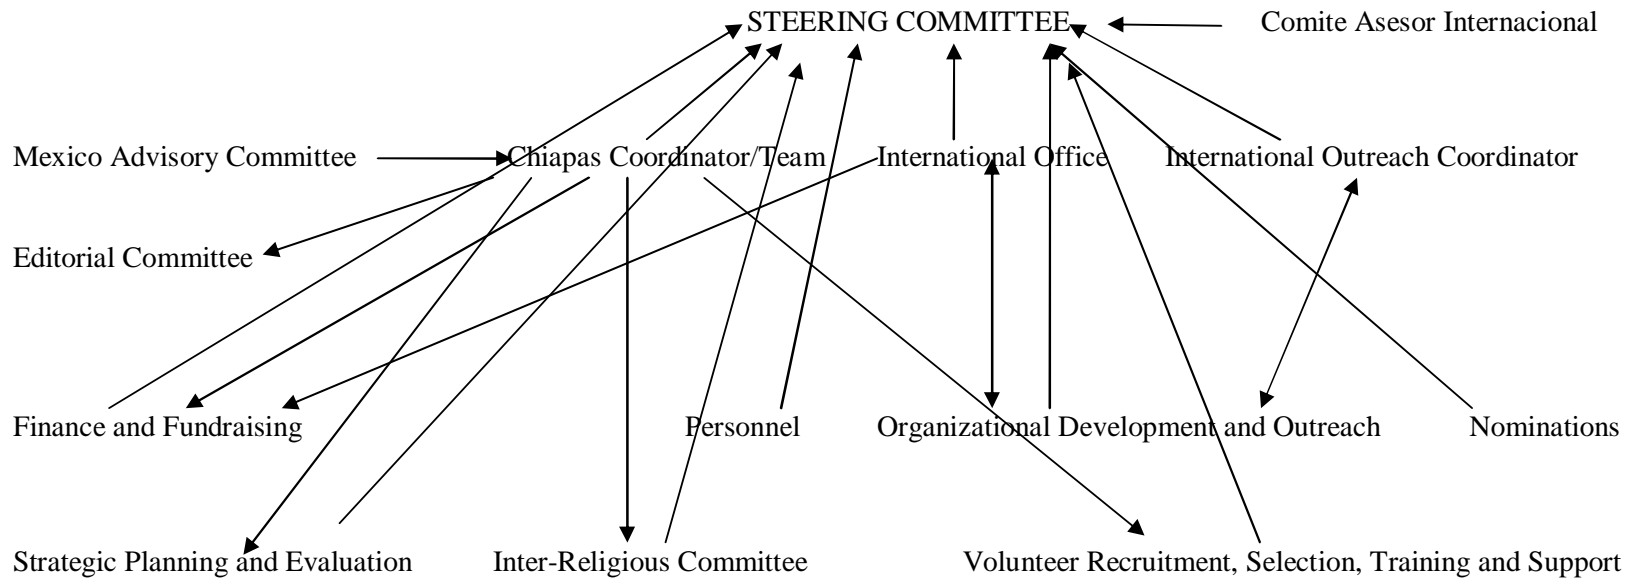 STEERING COMMITTEE Comite Asesor Internacional
Mexico Advisory Committee Chiapas Coordinator/Team International Office International Outreach Coordinator
Editorial Committee
Finance and Fundraising Personnel Organizational Development and Outreach Nominations
Strategic Planning and Evaluation Inter-Religious Committee Volunteer Recruitment, Selection, Training and Support